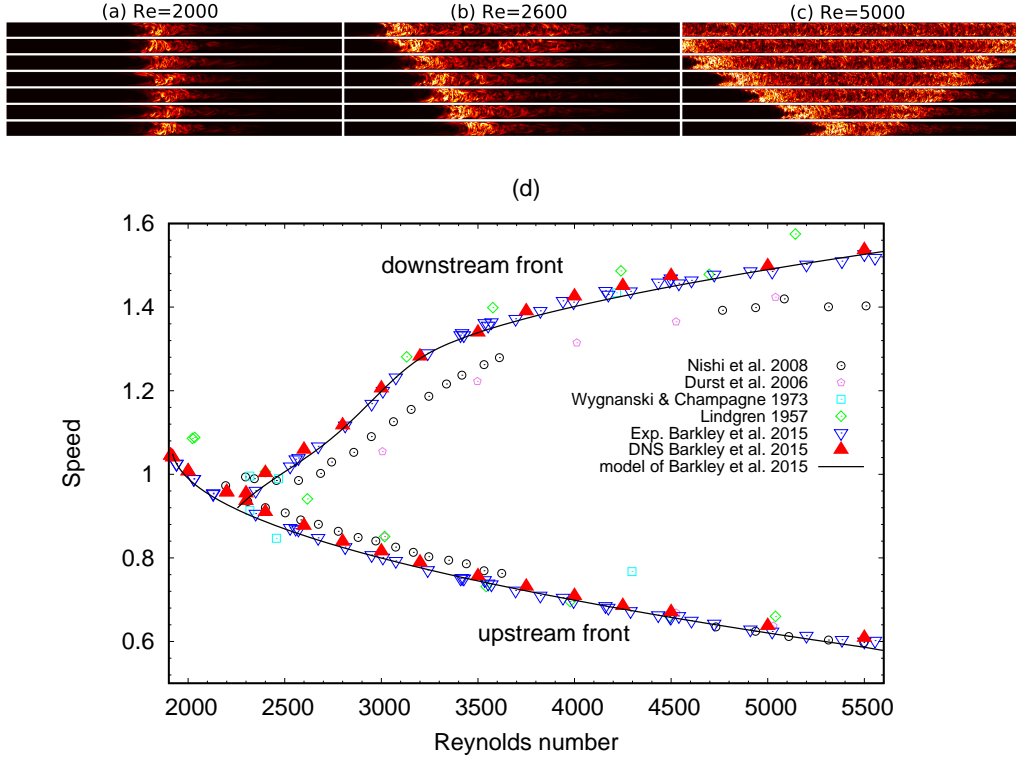 (a) Re=2000 (b) Re=2600 (c) Re=5000
(d)
1.6
1.4
1.2
1
0.8
0.6
Speed
downstream front
Nishi et al. 2008
Durst et al. 2006
Wygnanski & Champagne 1973
Lindgren 1957
Exp. Barkley et al. 2015
DNS Barkley et al. 2015
model of Barkley et al. 2015
upstream front
2000 2500 3000 3500 4000 4500 5000 5500
Reynolds number